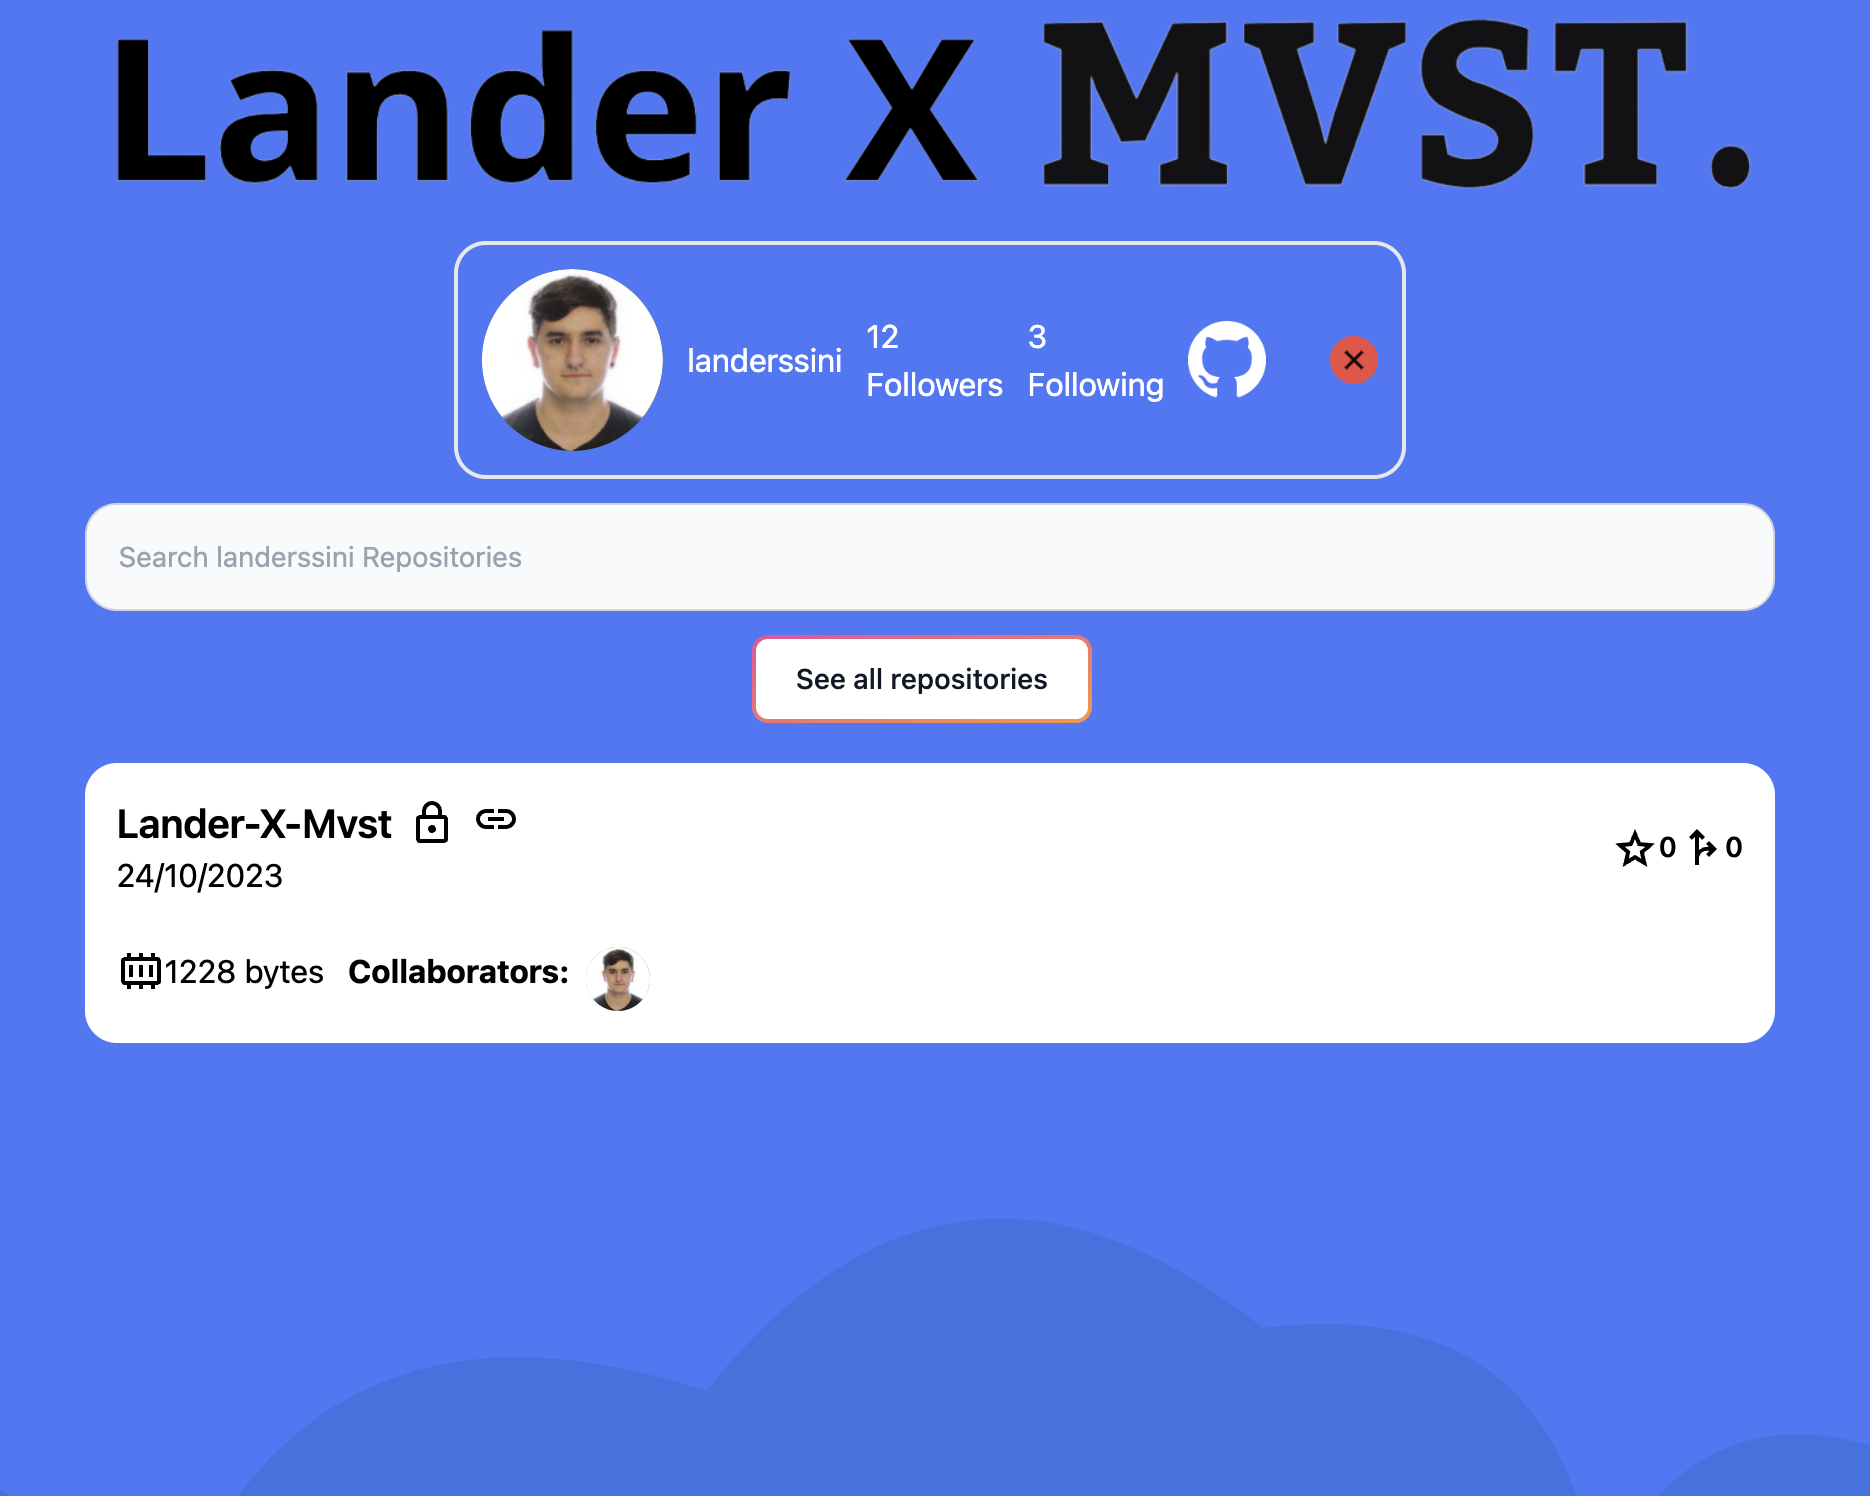 Lander X MVST.
landerssini
12
Followers
3
Following
Search landerssini Repositories
See all repositories
Lander-X-Mvst
24/10/2023
0 0
1228 bytes Collaborators: